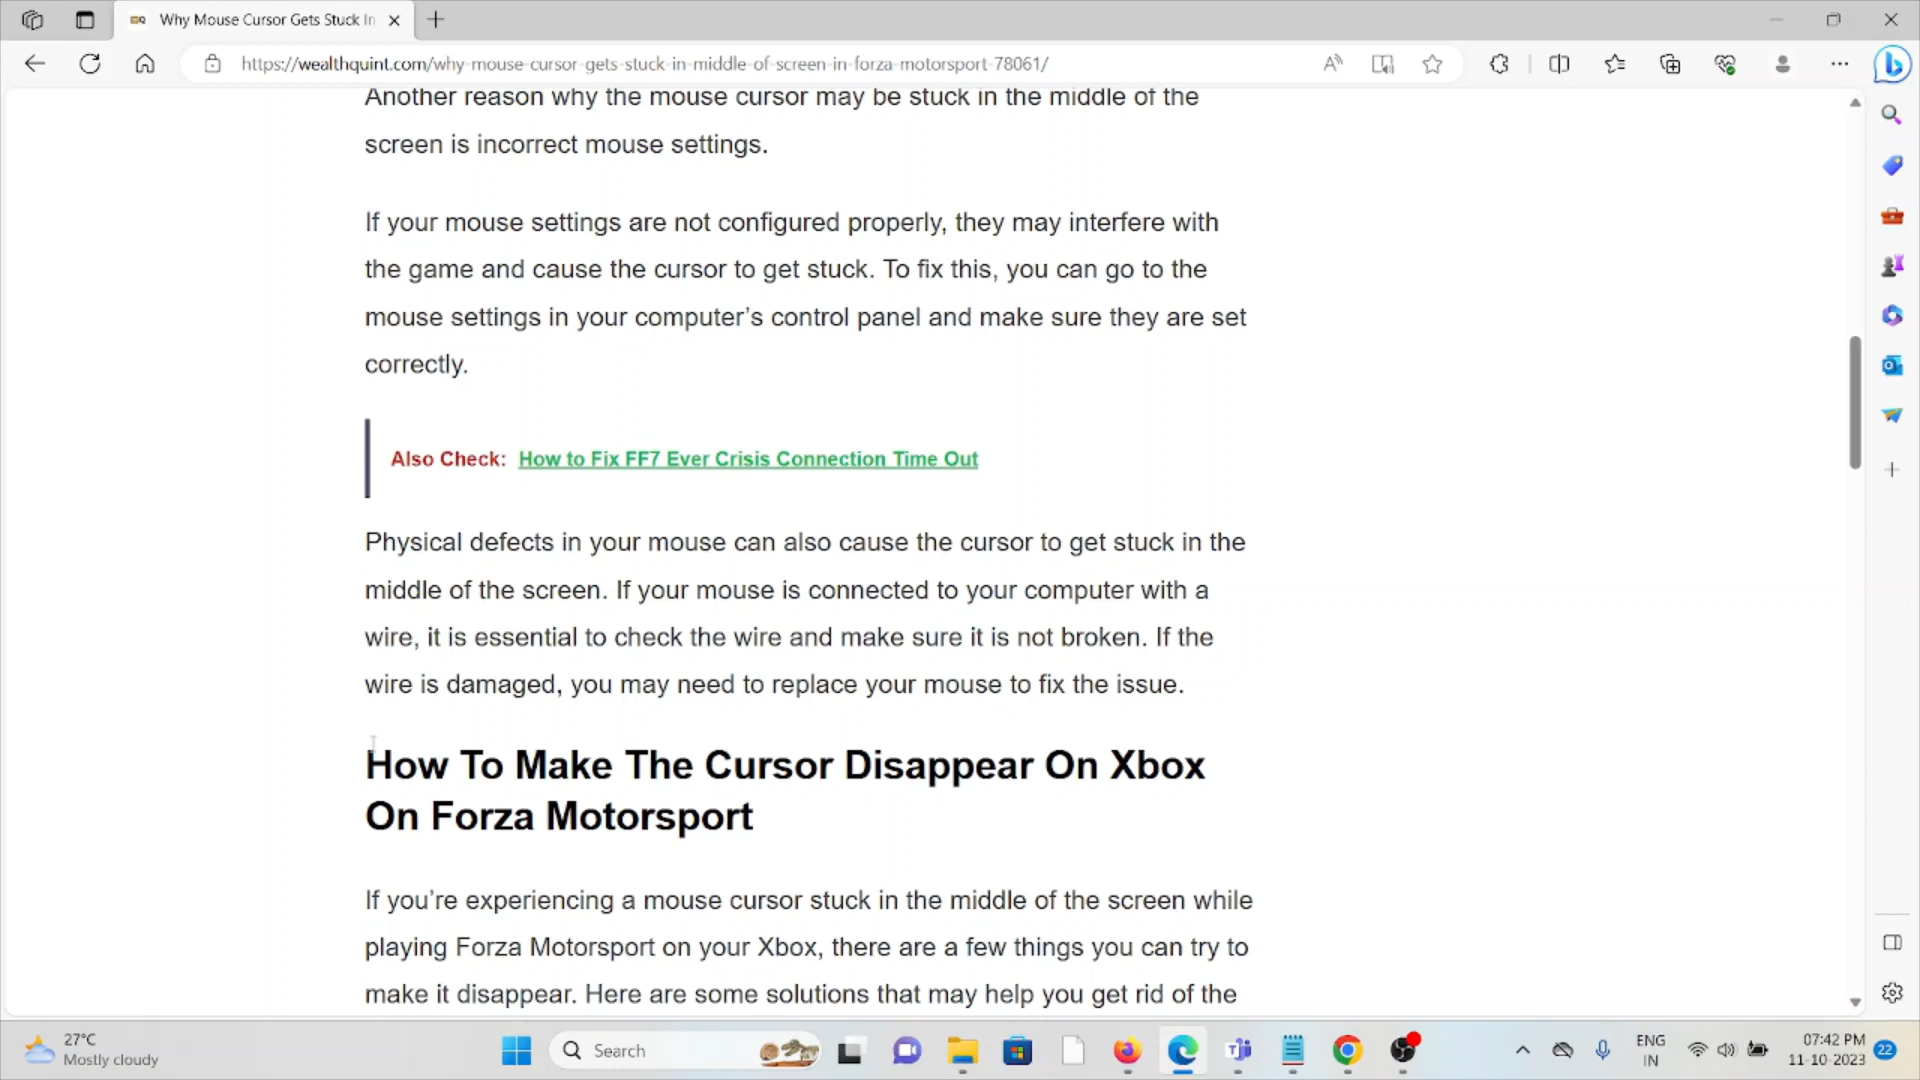 Why Mouse Cursor Gets Stuck In
https://wealthquint.com/why-mouse-cursor-gets-stuck-in-middle-of-screen-in-forza-motorsport-78061/
Another reason why the mouse cursor may be stuck in the middle of the
screen is incorrect mouse settings.
If your mouse settings are not configured properly, they may interfere with
the game and cause the cursor to get stuck. To fix this, you can go to the
mouse settings in your computer’s control panel and make sure they are set
correctly.
Also Check: How to Fix FF7 Ever Crisis Connection Time Out
Physical defects in your mouse can also cause the cursor to get stuck in the
middle of the screen. If your mouse is connected to your computer with a
wire, it is essential to check the wire and make sure it is not broken. If the
wire is damaged, you may need to replace your mouse to fix the issue.
How To Make The Cursor Disappear On Xbox
On Forza Motorsport
If you’re experiencing a mouse cursor stuck in the middle of the screen while
playing Forza Motorsport on your Xbox, there are a few things you can try to
make it disappear. Here are some solutions that may help you get rid of the
27°C
Mostly cloudy
Search
ENG
IN
07:42 PM
11-10-2023
22